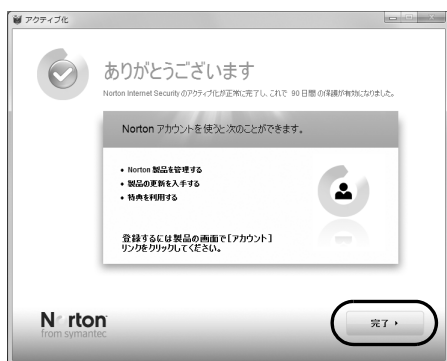 アクティブ化
ありがとうございます
Norton Internet Security のアクティブ化が正常に完了し、これで 90 日間の保護が有効になりました。
Norton アカウントを使うと次のことができます。
• Norton 製品を管理する
• 製品の更新を入手する
• 特典を利用する
登録するには製品の画面で[アカウント]
リンクをクリックしてください。
Norton
from symantec
完了